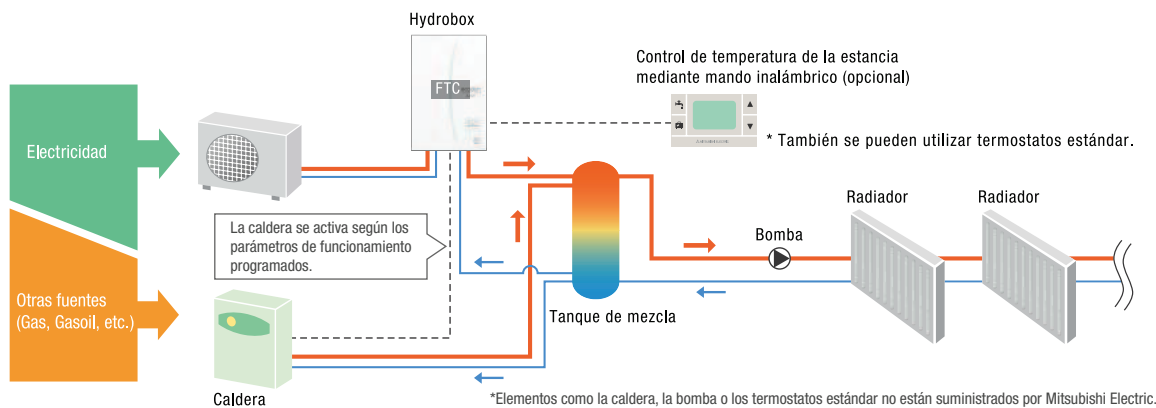 Hydrobox
FTC
Control de temperatura de la estancia
mediante mando inalámbrico (opcional)
* También se pueden utilizar termostatos estándar.
Electricidad
La caldera se activa según los
parámetros de funcionamiento
programados.
Otras fuentes
(Gas, Gasoil, etc.)
Caldera
Tanque de mezcla
Bomba
Radiador
Radiador
*Elementos como la caldera, la bomba o los termostatos estándar no están suministrados por Mitsubishi Electric.